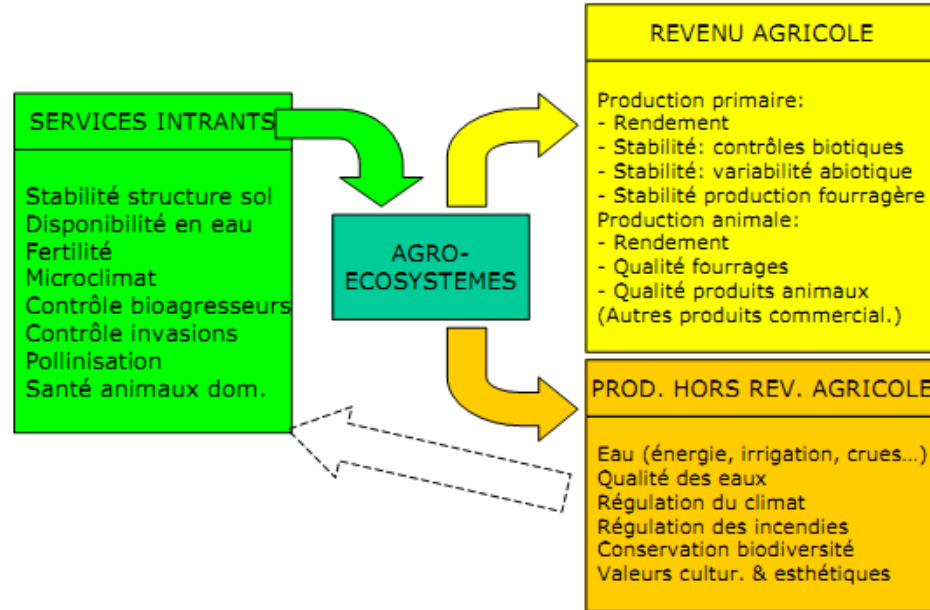 SERVICES INTRANTS
Stabilité structure sol
Disponibilité en eau
Fertilité
Microclimat
Contrôle bioagresseurs
Contrôle invasions
Pollinisation
Santé animaux dom.
AGRO-
ECOSYSTEMES
REVENU AGRICOLE
Production primaire:
- Rendement
- Stabilité: contrôles biotiques
- Stabilité: variabilité abiotique
- Stabilité production fourragère
Production animale:
- Rendement
- Qualité fourrages
- Qualité produits animaux
(Autres produits commercial.)
PROD. HORS REV. AGRICOLE
Eau (énergie, irrigation, crues...)
Qualité des eaux
Régulation du climat
Régulation des incendies
Conservation biodiversité
Valeurs cultur. & esthétiques